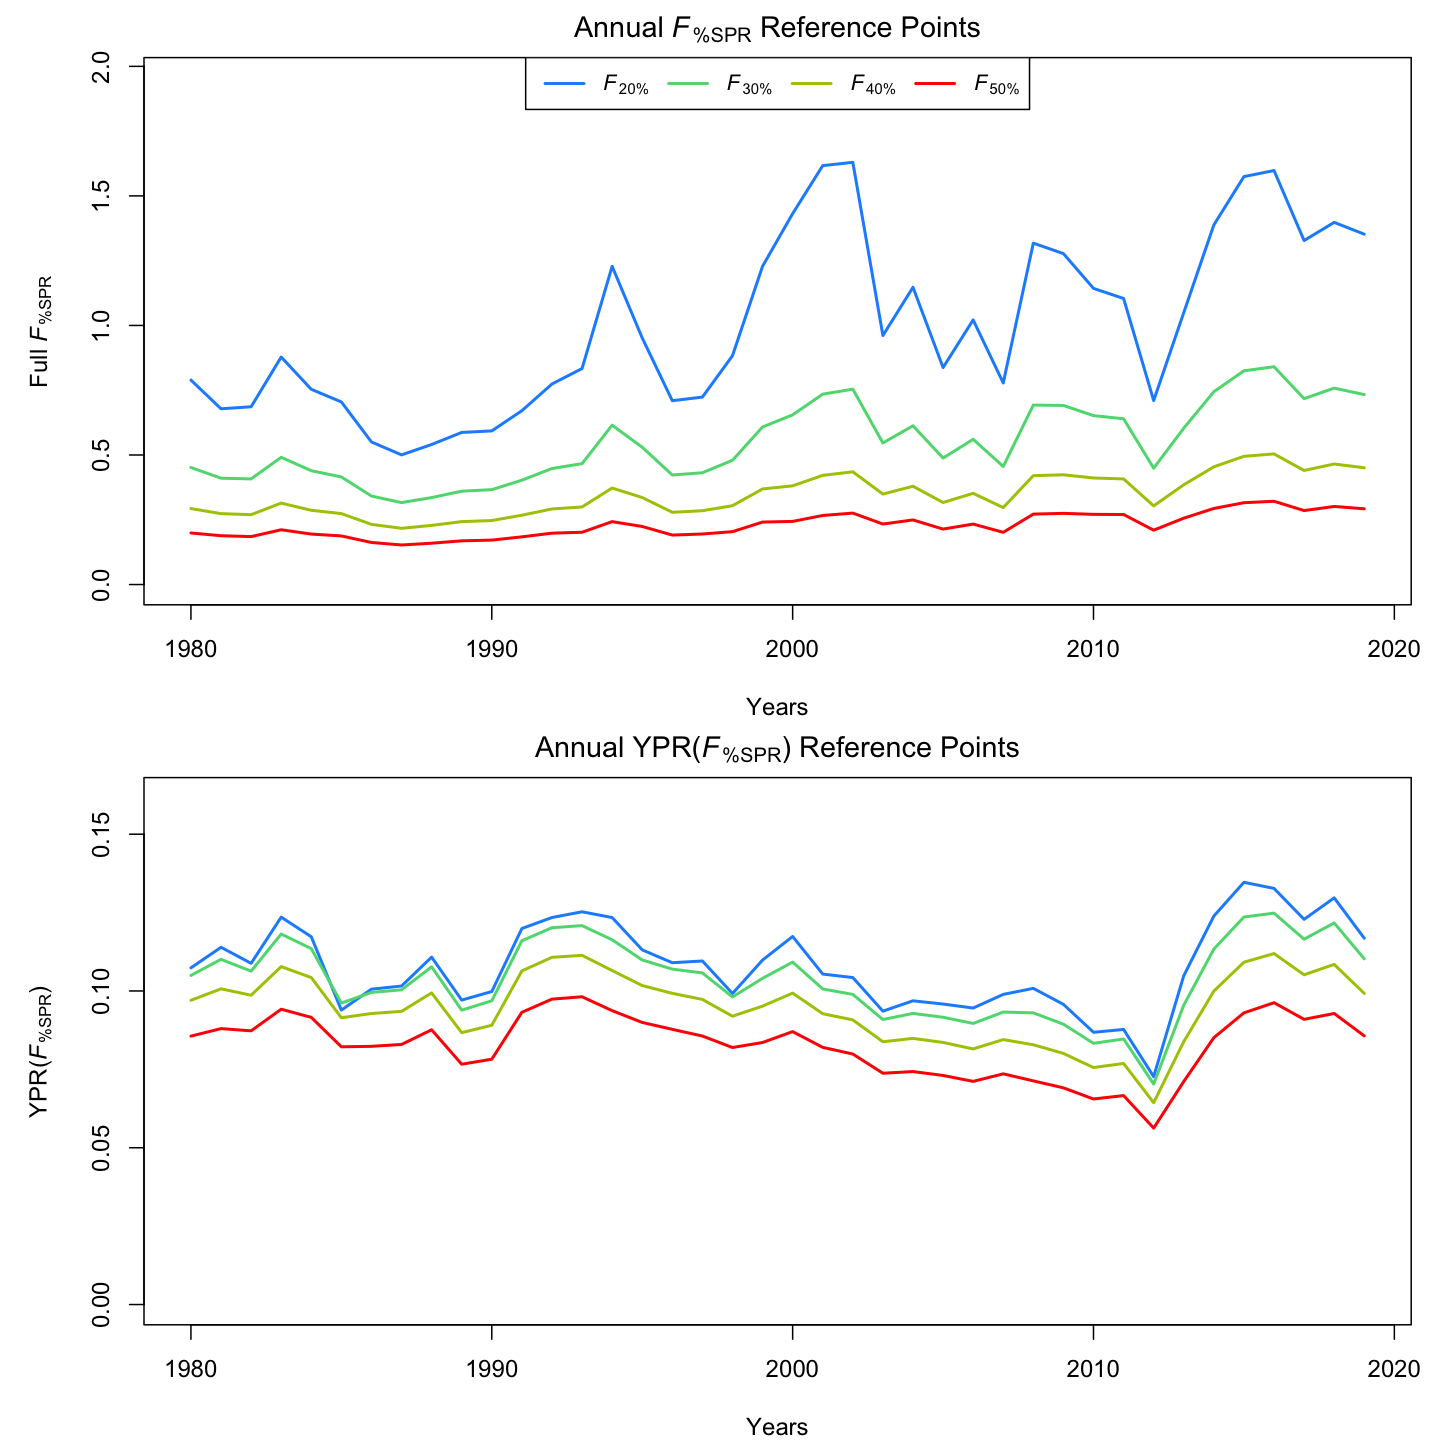 Annual F%SPR Reference Points
F20% F30% F40% F50%
Full F%SPR
2.0
1.5
1.0
0.5
0.0
1980 1990 2000 2010 2020
Years
Annual YPR(F%SPR) Reference Points
YPR(F%SPR)
0.15
0.10
0.05
0.00
1980 1990 2000 2010 2020
Years